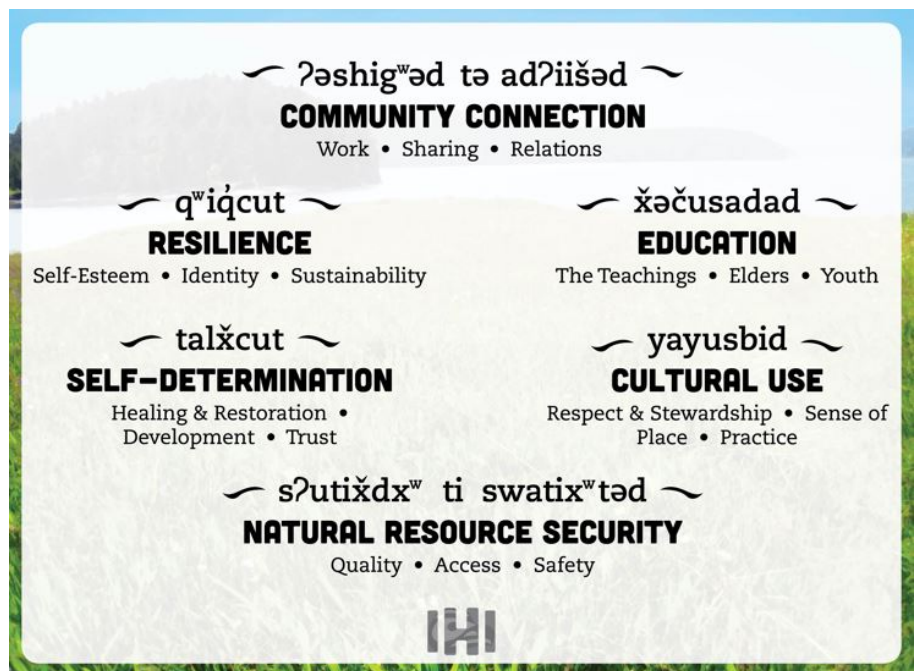 ʔəshigʷəd tə adʔiišəd
COMMUNITY CONNECTION
Work • Sharing • Relations
qʷiq̓cut
RESILIENCE
Self-Esteem • Identity • Sustainability
x̌əčusadad
EDUCATION
The Teachings • Elders • Youth
talx̌cut
SELF-DETERMINATION
Healing & Restoration •
Development • Trust
yayusbid
CULTURAL USE
Respect & Stewardship • Sense of
Place • Practice
sʔutix̌dxʷ ti swatixʷtəd
NATURAL RESOURCE SECURITY
Quality • Access • Safety
IHI